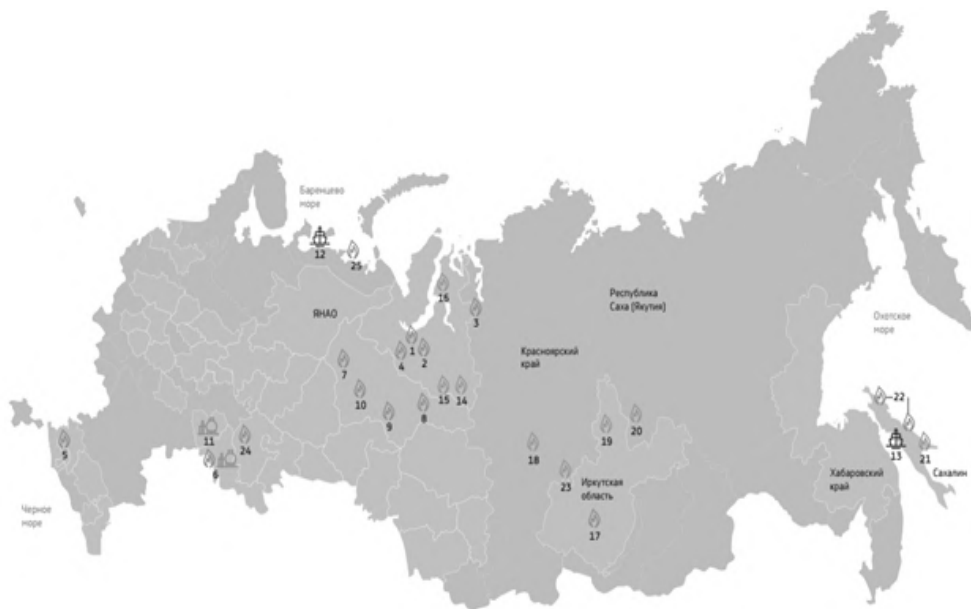 Баренцево
море
12
25
16
3
ЯНАО
Республика
Саха (Якутия)
Охотское
море
1
2
4
7
Красноярский
край
15
14
10
8
9
22
11
24
5
6
19
20
18
13
21
23
Иркутская
область
Хабаровский
край
Сахалин
17
Черное
море